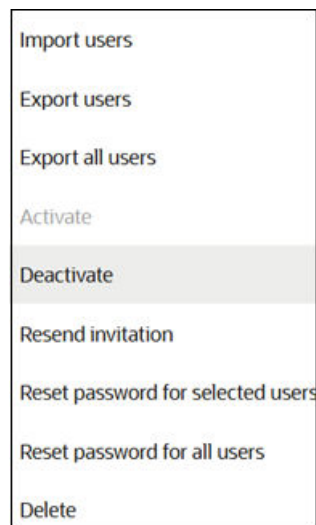 Import users
Export users
Export all users
Activate
Deactivate
Resend invitation
Reset password for selected users
Reset password for all users
Delete